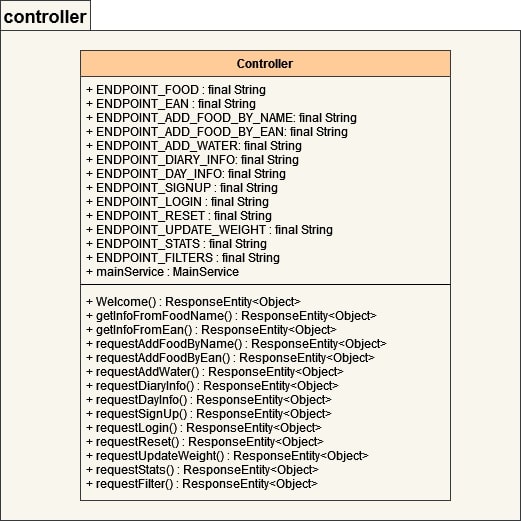 controller
Controller
+ ENDPOINT_FOOD : final String
+ ENDPOINT_EAN : final String
+ ENDPOINT_ADD_FOOD_BY_NAME: final String
+ ENDPOINT_ADD_FOOD_BY_EAN: final String
+ ENDPOINT_ADD_WATER: final String
+ ENDPOINT_DIARY_INFO: final String
+ ENDPOINT_DAY_INFO: final String
+ ENDPOINT_SIGNUP : final String
+ ENDPOINT_LOGIN : final String
+ ENDPOINT_RESET : final String
+ ENDPOINT_UPDATE_WEIGHT : final String
+ ENDPOINT_STATS : final String
+ ENDPOINT_FILTERS : final String
+ mainService : MainService
+ Welcome() : ResponseEntity<Object>
+ getInfoFromFoodName() : ResponseEntity<Object>
+ getInfoFromEan() : ResponseEntity<Object>
+ requestAddFoodByName() : ResponseEntity<Object>
+ requestAddFoodByEan() : ResponseEntity<Object>
+ requestAddWater() : ResponseEntity<Object>
+ requestDiaryInfo() : ResponseEntity<Object>
+ requestDayInfo() : ResponseEntity<Object>
+ requestSignUp() : ResponseEntity<Object>
+ requestLogin() : ResponseEntity<Object>
+ requestReset() : ResponseEntity<Object>
+ requestUpdateWeight() : ResponseEntity<Object>
+ requestStats() : ResponseEntity<Object>
+ requestFilter() : ResponseEntity<Object>